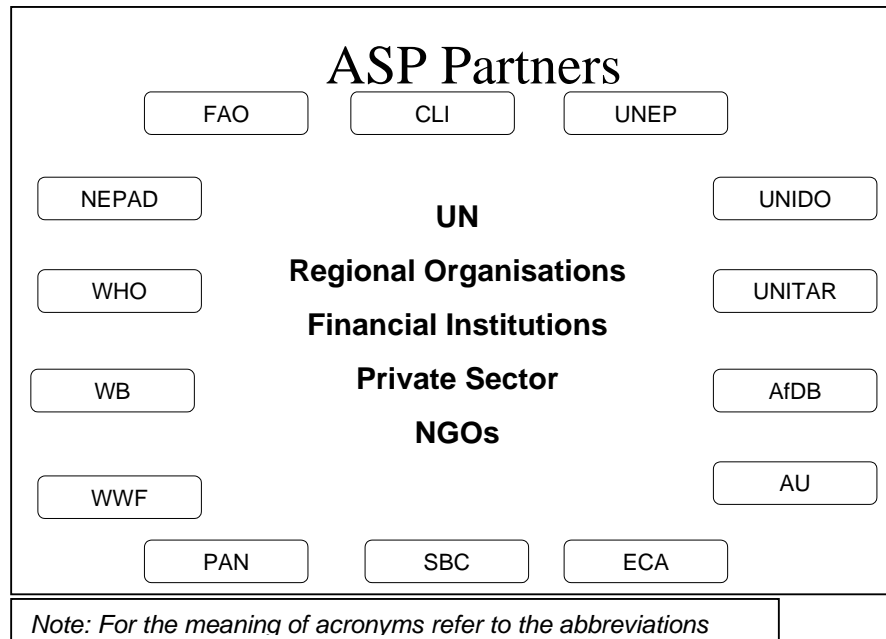 ASP Partners
FAO CLI UNEP
NEPAD UNIDO
UN
Regional Organisations
WHO UNITAR
Financial Institutions
Private Sector
WB AfDB
NGOs
WWF AU
PAN SBC ECA
Note: For the meaning of acronyms refer to the abbreviations